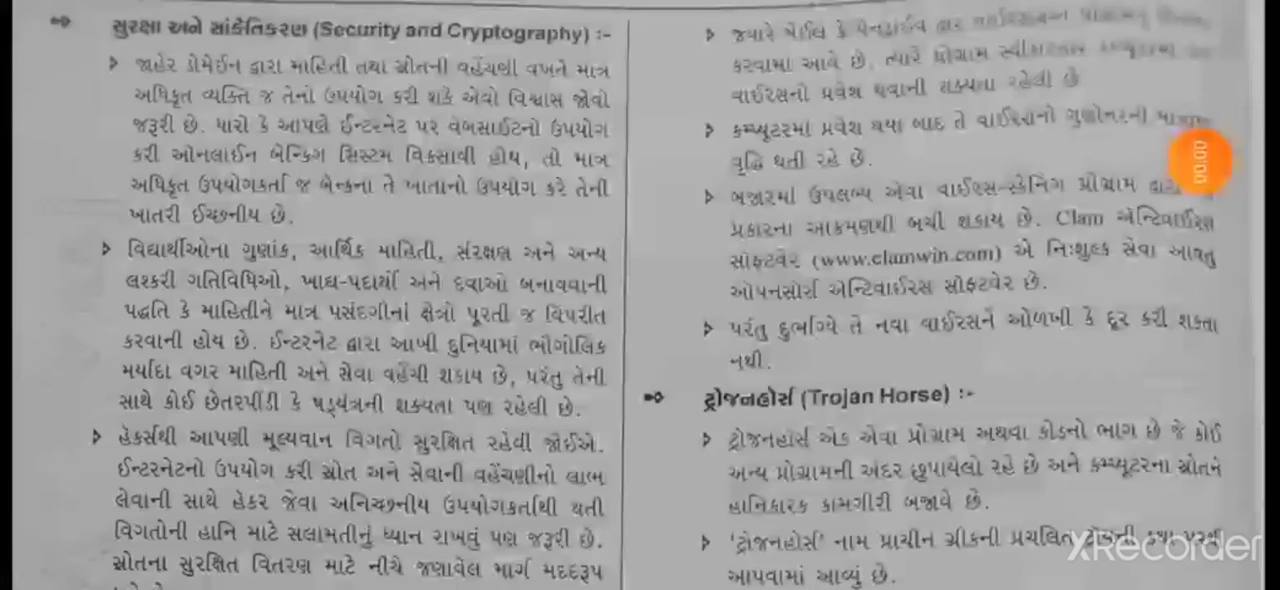 સુરક્ષા અને સાંકેતિકરણ (Security and Cryptography) :-
જાહેર ડોમેઈન દ્વારા માહિતી તથા સ્રોતની વહેંચણી વખતે માત્ર
અધિકૃત વ્યક્તિ જ તેનો ઉપયોગ કરી શકે એવો વિશ્વાસ જોવો
જરૂરી છે. ધારો કે આપણે ઈન્ટરનેટ પર વેબસાઈટનો ઉપયોગ
કરી ઓનલાઈન બેન્કિંગ સિસ્ટમ વિકસાવી હોય, તો માત્ર
અધિકૃત ઉપયોગકર્તા જ બેન્કના તે ખાતાનો ઉપયોગ કરે તેની
ખાતરી ઈચ્છનીય છે.
વિદ્યાર્થીઓના ગુણાંક, આર્થિક માહિતી, સંરક્ષણ અને અન્ય
લશ્કરી ગતિવિધિઓ, ખાદ્ય-પદાર્થો અને દવાઓ બનાવવાની
પદ્ધતિ કે માહિતીને માત્ર પસંદગીનાં ક્ષેત્રો પૂરતી જ વિપરીત
કરવાની હોય છે. ઈન્ટરનેટ દ્વારા આખી દુનિયામાં ભૌગોલિક
મર્યાદા વગર માહિતી અને સેવા વહેંચી શકાય છે, પરંતુ તેની
સાથે કોઈ છેતરપીંડી કે ષડ્યંત્રની શક્યતા પણ રહેલી છે.
હેકર્સથી આપણી મૂલ્યવાન વિગતો સુરક્ષિત રહેવી જોઈએ.
ઈન્ટરનેટનો ઉપયોગ કરી સ્રોત અને સેવાની વહેંચણીનો લાભ
લેવાની સાથે હેકર જેવા અનિચ્છનીય ઉપયોગકર્તાથી થતી
વિગતોની હાનિ માટે સલામતીનું ધ્યાન રાખવું પણ જરૂરી છે.
સ્રોતના સુરક્ષિત વિતરણ માટે નીચે જણાવેલ માર્ગ મદદરૂપ
જ્યારે મેઈલ કે પેનડ્રાઈવ દ્વારા
કરવામાં આવે છે, ત્યારે પ્રોગ્રામ
વાઈરસનો પ્રવેશ થવાની શક્યતા રહેલી છે
કમ્પ્યૂટરમાં પ્રવેશ થયા બાદ તે વાઈરસનો ગુણોત્તરની
વૃદ્ધિ થતી રહે છે.
બજારમાં ઉપલબ્ધ એવા વાઈરસ-સ્કેનિંગ પ્રોગ્રામ દ્વારા
પ્રકારના આક્રમણથી બચી શકાય છે. Clam ઍન્ટિવાઈરસ
સોફ્ટવેર (www.clamwin.com) એ નિઃશુલ્ક સેવા આપતુ
ઓપનસોર્સ એન્ટિવાઈરસ સોફ્ટવેર છે.
પરંતુ દુર્ભાગ્યે તે નવા વાઈરસને ઓળખી કે દૂર કરી શકતા
નથી.
ટ્રોજનહોર્સ (Trojan Horse) :-
ટ્રોજનહોર્સ એક એવા પ્રોગ્રામ અથવા કોડનો ભાગ છે જે કોઈ
અન્ય પ્રોગ્રામની અંદર છુપાયેલો રહે છે અને કમ્પ્યૂટરના સ્રોતને
હાનિકારક કામગીરી બજાવે છે.
'ટ્રોજનહોર્સ' નામ પ્રાચીન ગ્રીકની પ્રચલિત
આપવામાં આવ્યું છે.
00:00
XRecorder